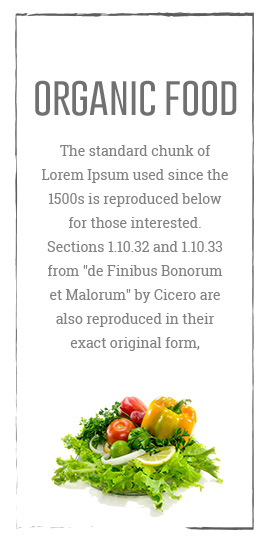 ORGANIC FOOD
The standard chunk of
Lorem Ipsum used since the
1500s is reproduced below
for those interested.
Sections 1.10.32 and 1.10.33
from "de Finibus Bonorum
et Malorum" by Cicero are
also reproduced in their
exact original form,